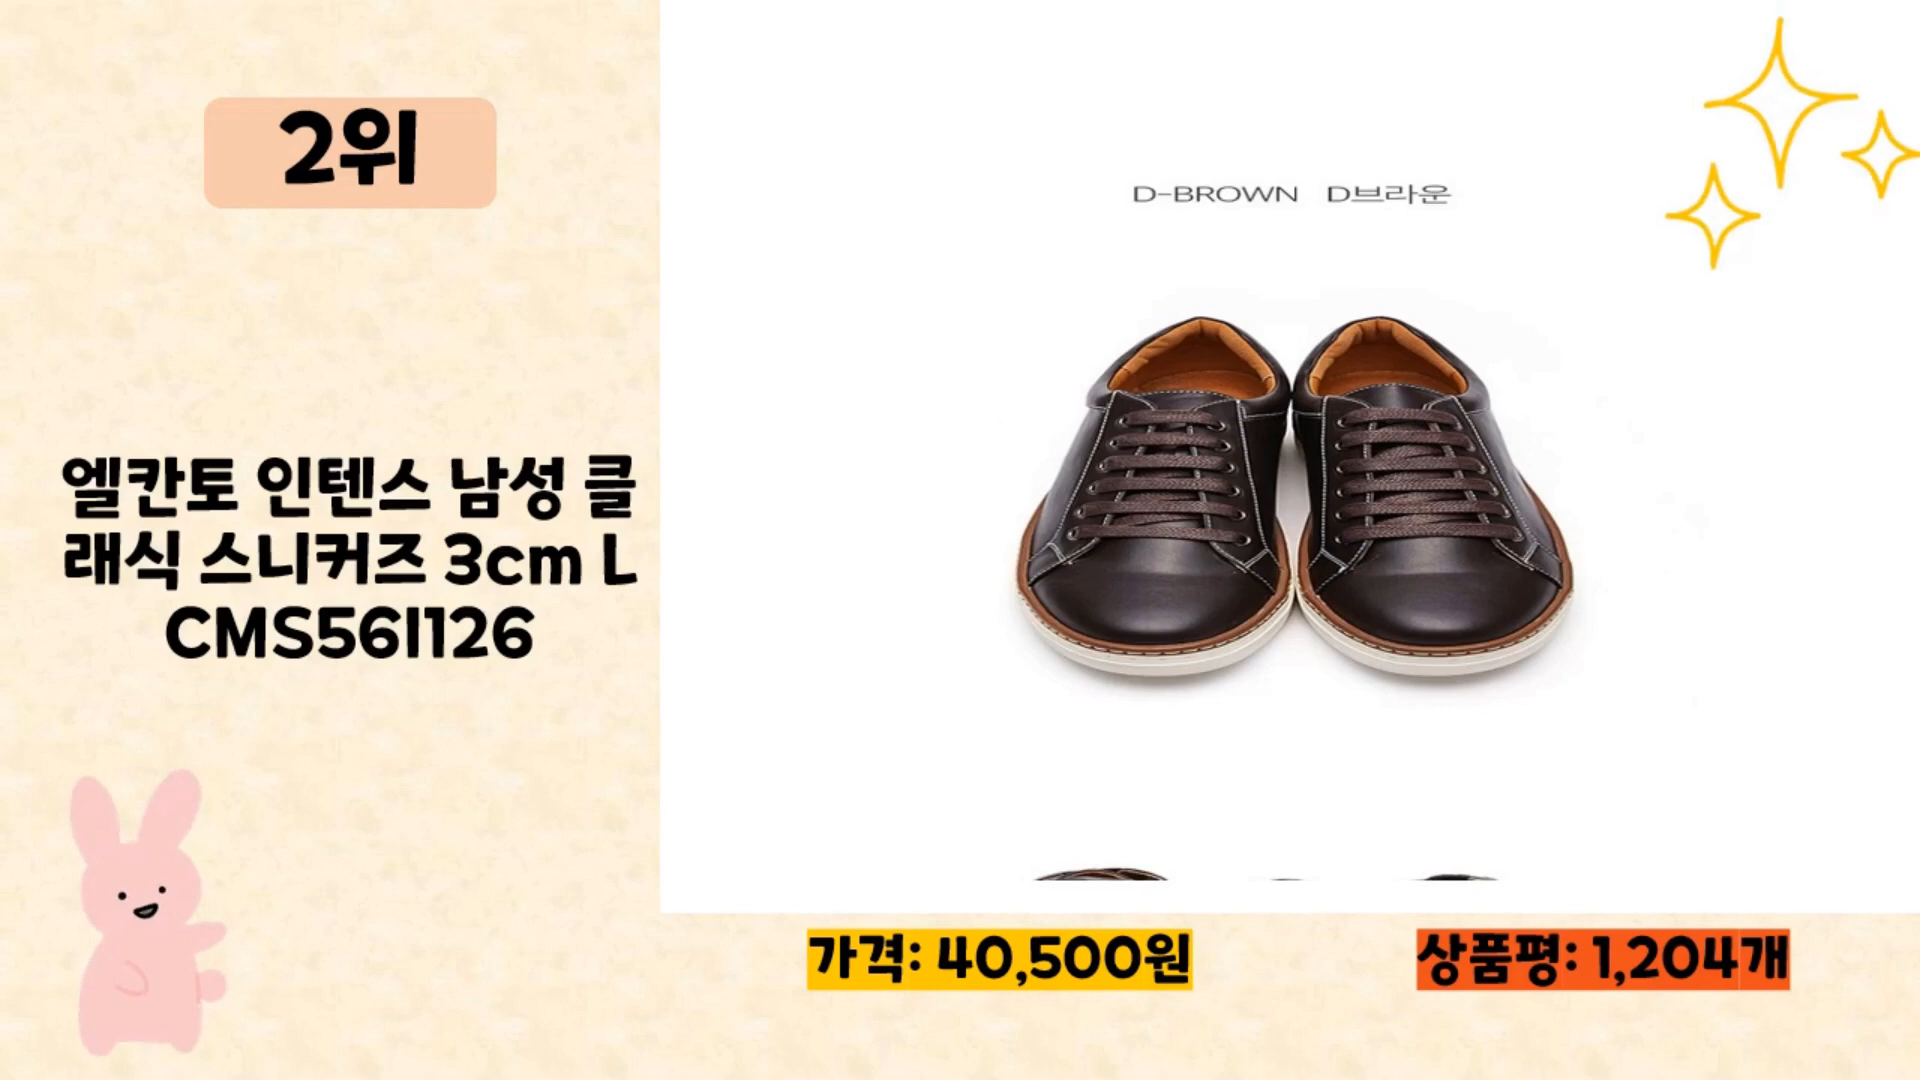 2위
D-BROWN D브라운
엘칸토 인텐스 남성 클
래식 스니커즈 3cm L
CMS56I126
가격: 40,500원
상품평: 1,204개